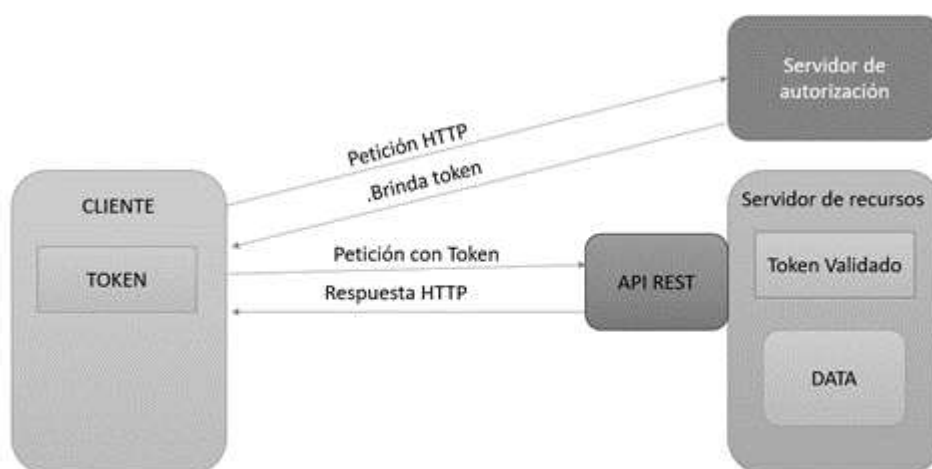 Servidor de
autorización
Petición HTTP
.Brinda token
CLIENTE
TOKEN
Petición con Token
Respuesta HTTP
API REST
Servidor de recursos
Token Validado
DATA